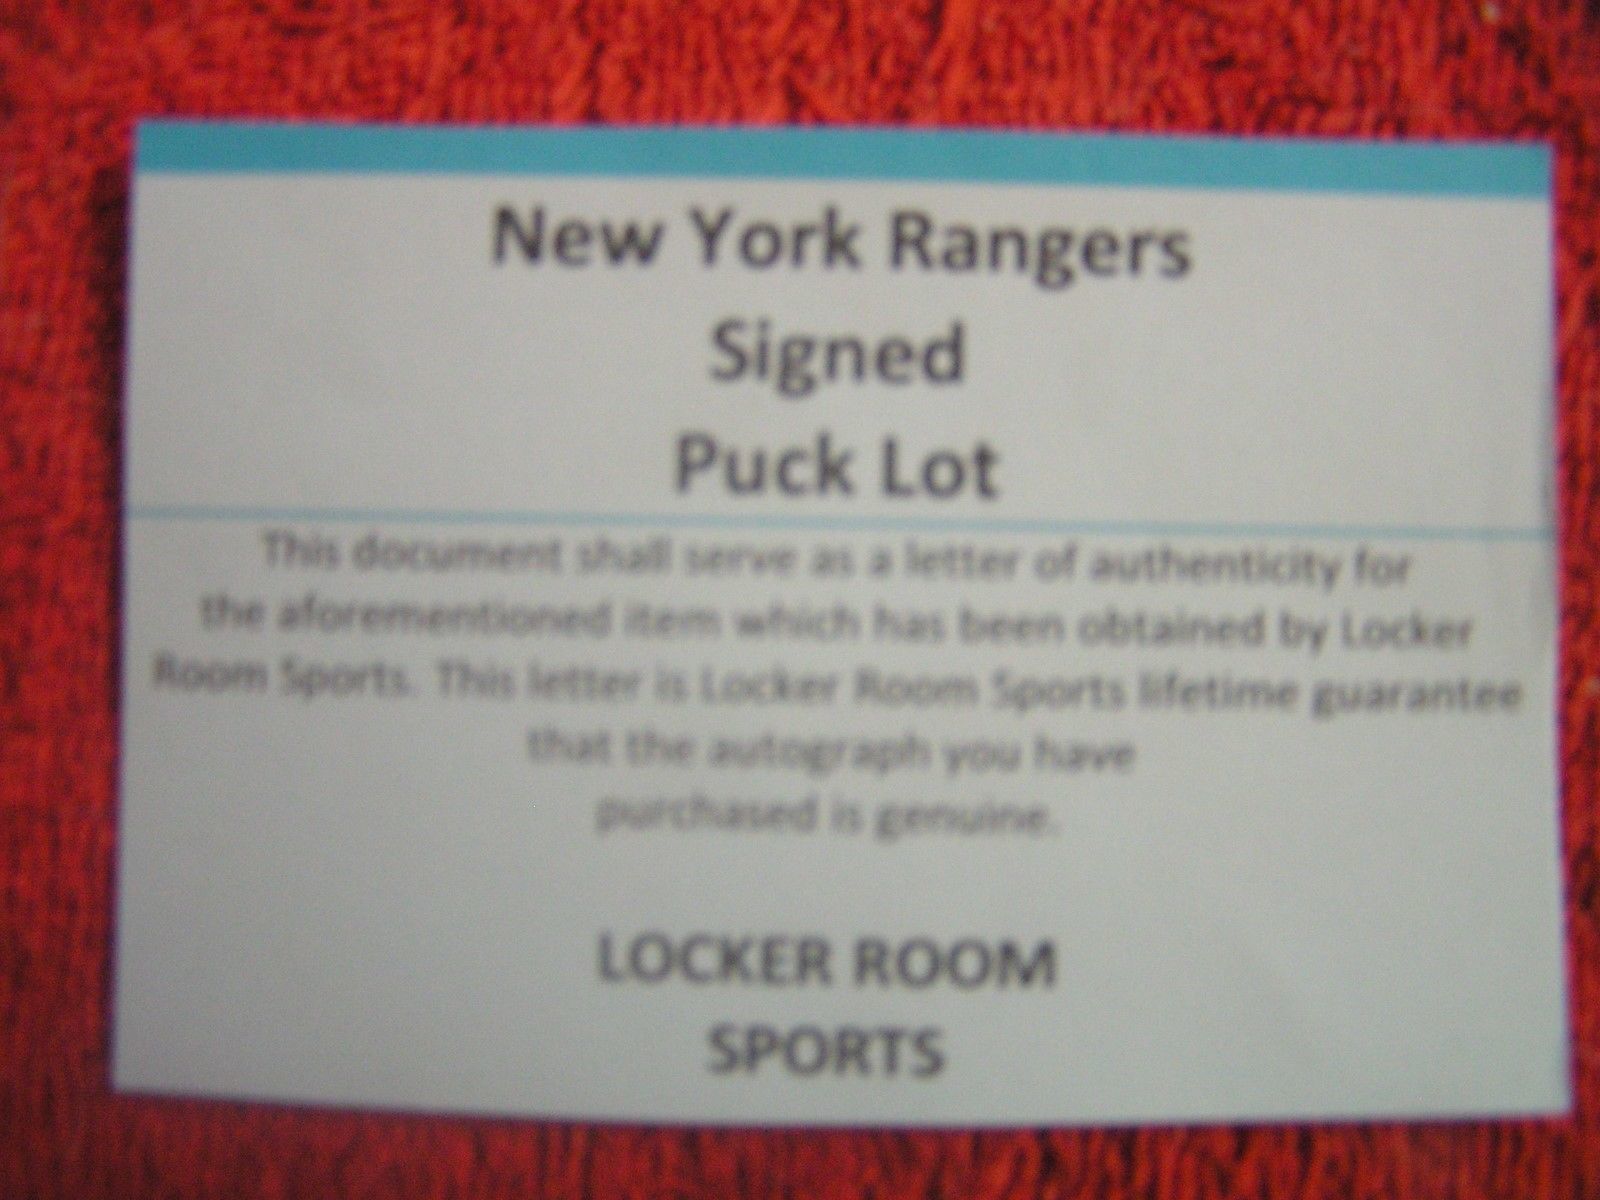 New York Rangers
Signed
Puck Lot
This document shall serve as a letter of authenticity for
the aforementioned item which has been obtained by Locker
Room Sports. This letter is Locker Room Sports lifetime guarantee
that the autograph you have
purchased is genuine.
LOCKER ROOM
SPORTS